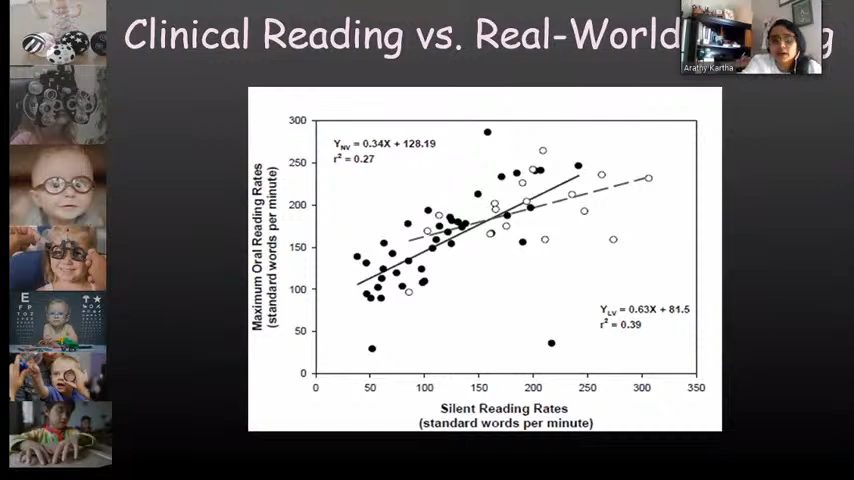 Clinical Reading vs. Real-World
Arathy Kartha
Y_NV = 0.34X + 128.19
r² = 0.27
300
250
200
150
100
50
0
Maximum Oral Reading Rates
(standard words per minute)
Y_LV = 0.63X + 81.5
r² = 0.39
0 50 100 150 200 250 300 350
Silent Reading Rates
(standard words per minute)
E
F P